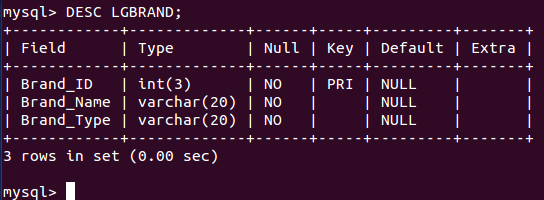 mysql> DESC LGBRAND;
+------------+-------------+------+-----+---------+-------+
| Field      | Type        | Null | Key | Default | Extra |
+------------+-------------+------+-----+---------+-------+
| Brand_ID   | int(3)      | NO   | PRI | NULL    |       |
| Brand_Name | varchar(20) | NO   |     | NULL    |       |
| Brand_Type | varchar(20) | NO   |     | NULL    |       |
+------------+-------------+------+-----+---------+-------+
3 rows in set (0.00 sec)
mysql>